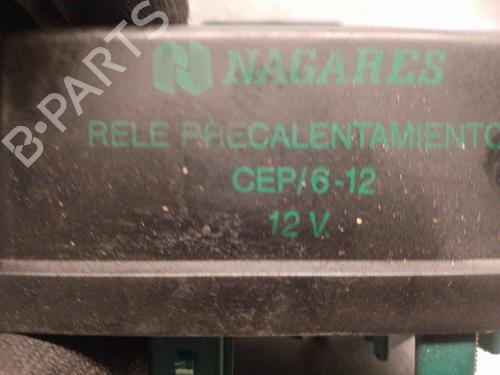 NAGARES
RELE PRECALENTAMIENTO
CEP/6-12
12 V.
B-PARTS